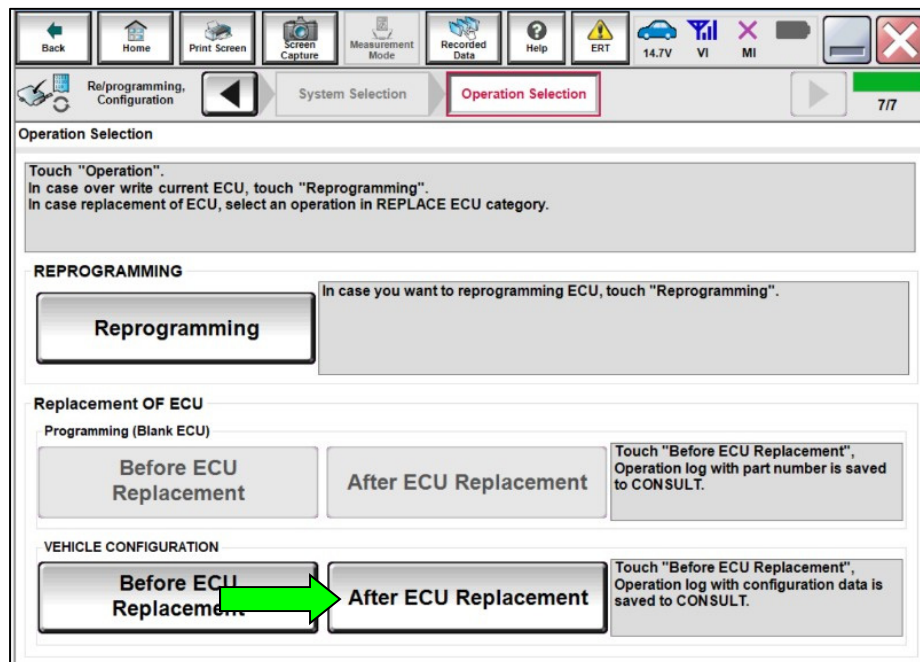 Back
Home
Print Screen
Screen
Capture
Measurement
Mode
Recorded
Data
Help
ERT
14.7V
VI
MI
Re/programming,
Configuration
System Selection
Operation Selection
7/7
Operation Selection
Touch "Operation".
In case over write current ECU, touch "Reprogramming".
In case replacement of ECU, select an operation in REPLACE ECU category.
REPROGRAMMING
Reprogramming
In case you want to reprogramming ECU, touch "Reprogramming".
Replacement OF ECU
Programming (Blank ECU)
Before ECU
Replacement
After ECU Replacement
Touch "Before ECU Replacement",
Operation log with part number is saved
to CONSULT.
VEHICLE CONFIGURATION
Before ECU
Replacement
After ECU Replacement
Touch "Before ECU Replacement",
Operation log with configuration data is
saved to CONSULT.